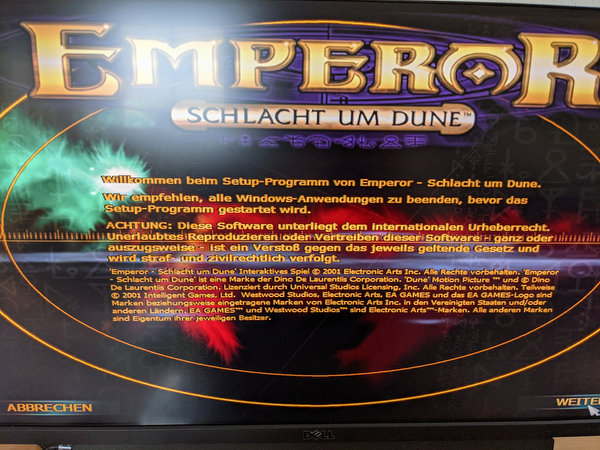 EMPEROR
SCHLACHT UM DUNE™
Willkommen beim Setup-Programm von Emperor - Schlacht um Dune.
Wir empfehlen, alle Windows-Anwendungen zu beenden, bevor das
Setup-Programm gestartet wird.
ACHTUNG: Diese Software unterliegt dem internationalen Urheberrecht.
Unerlaubtes Reproduzieren oder Vertreiben dieser Software - ganz oder
auszugsweise - ist ein Verstoß gegen das jeweils geltende Gesetz und
wird straf- und zivilrechtlich verfolgt.
'Emperor - Schlacht um Dune' Interaktives Spiel © 2001 Electronic Arts Inc. Alle Rechte vorbehalten. 'Emperor
- Schlacht um Dune' ist eine Marke der Dino De Laurentis Corporation. 'Dune' Motion Picture ™ und © Dino
De Laurentis Corporation. Lizenziert durch Universal Studios Licensing, Inc. Alle Rechte vorbehalten. Teilweise
© 2001 Intelligent Games, Ltd. Westwood Studios, Electronic Arts, EA GAMES und das EA GAMES-Logo sind
Marken beziehungsweise eingetragene Marken von Electronic Arts Inc. in den Vereinigten Staaten und/oder
anderen Ländern. EA GAMES™ und Westwood Studios™ sind Electronic Arts™-Marken. Alle anderen Marken
sind Eigentum ihrer jeweiligen Besitzer.
ABBRECHEN
WEITER
DELL